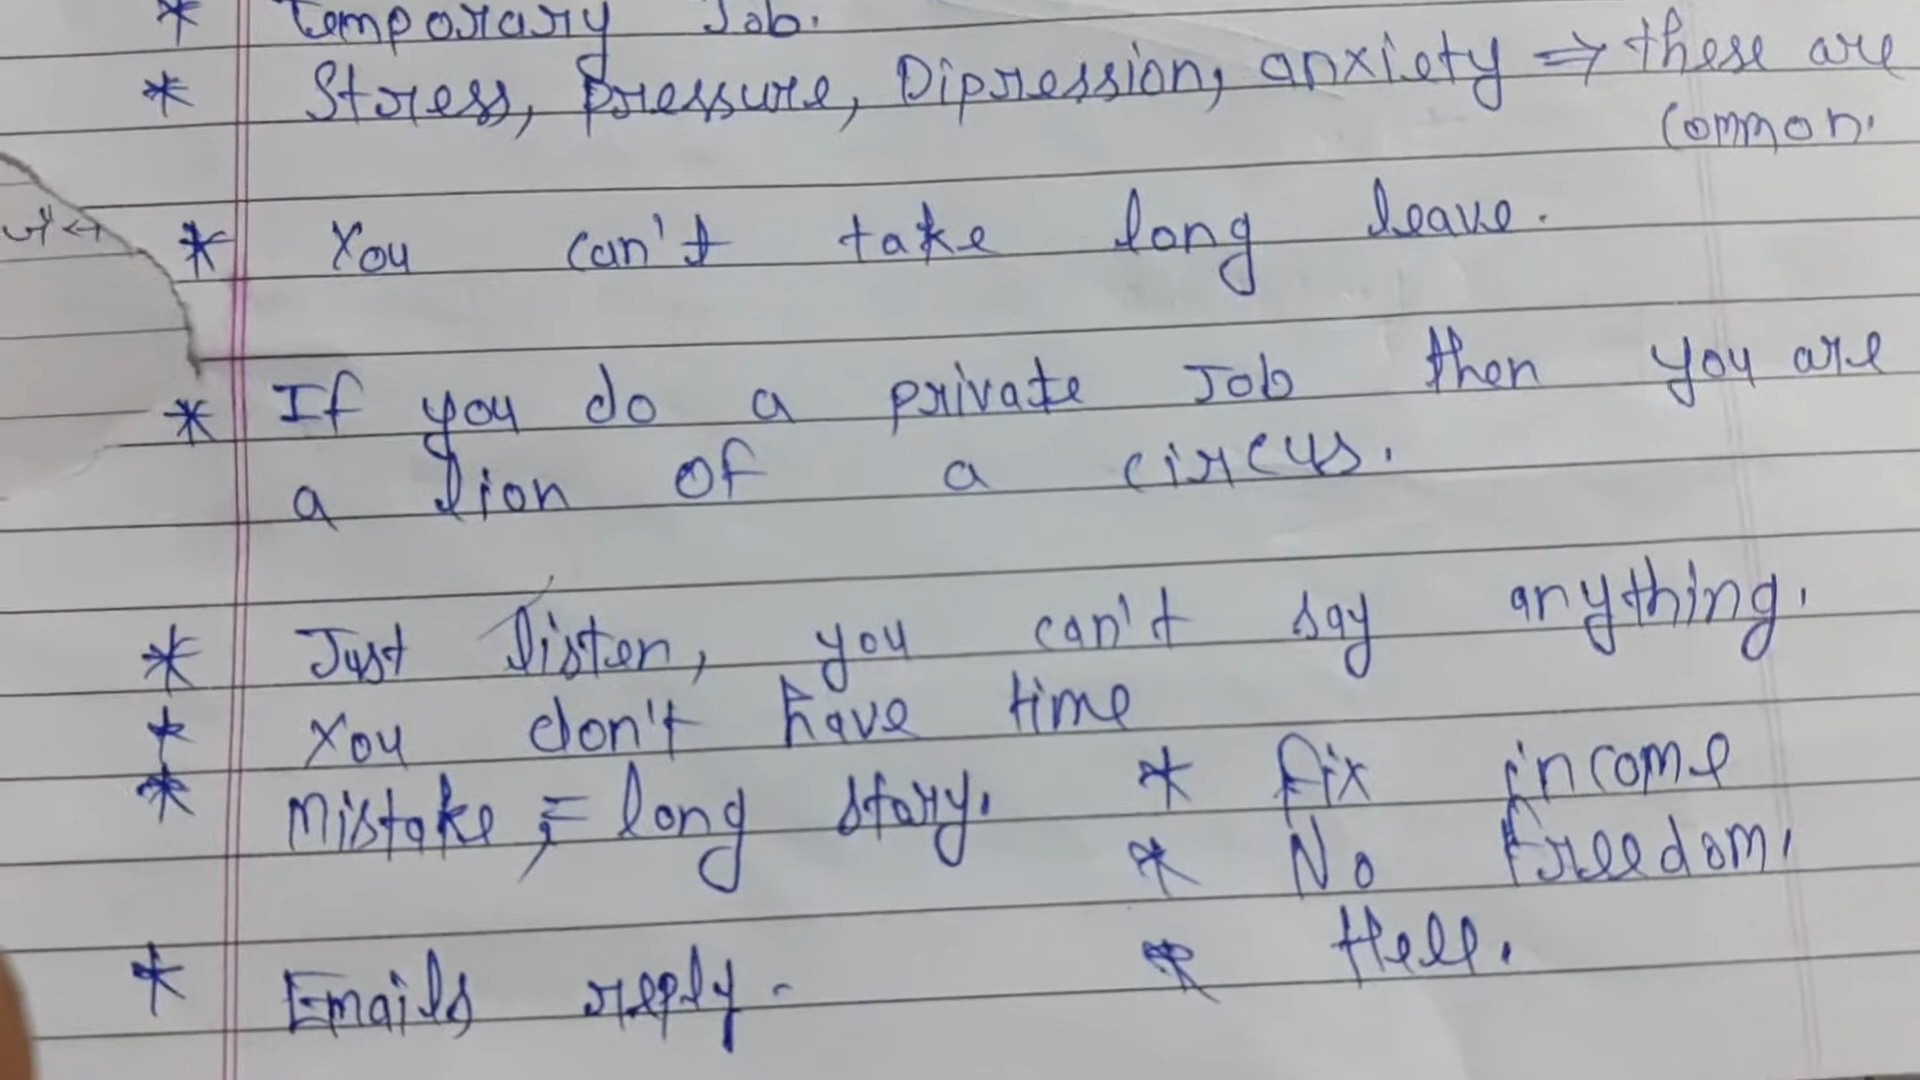 * Temporary Job.
* Stress, Pressure, Dipression, anxiety ⇒ these are
common.
* You can't take long leave.
* If you do a private Job then you are
a lion of a circus.
* Just listen, you can't say anything.
* You don't have time
* Mistake, = long story.
* Fix income
* No Freedom.
* Hell.
* Emails reply.